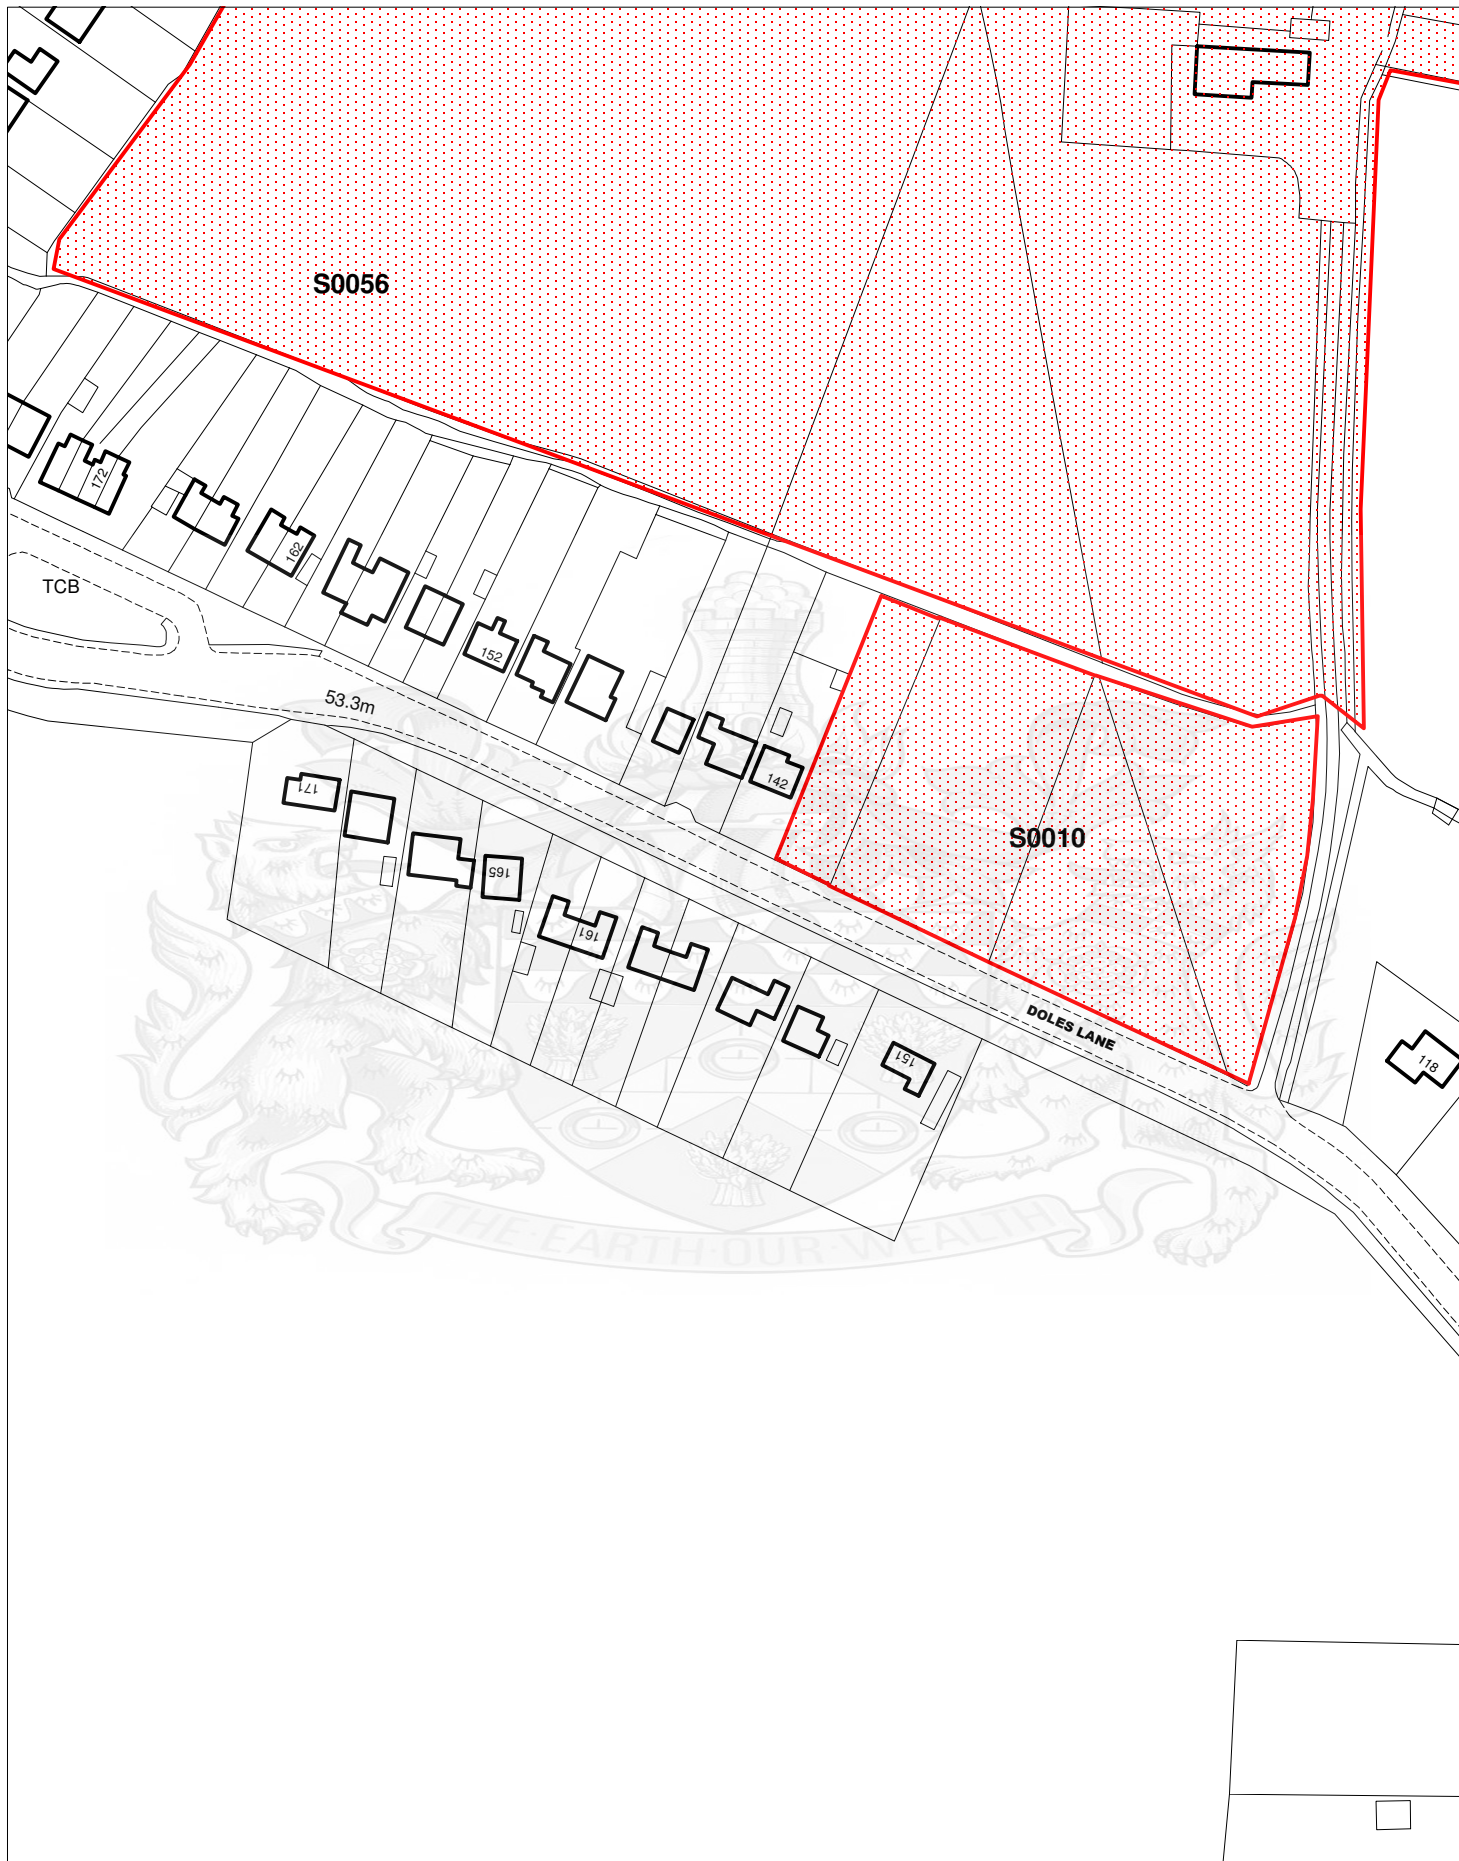 S0056
172
162
TCB
152
53.3m
142
171
S0010
165
161
DOLES LANE
151
118
THE·EARTH·OUR·WEALTH